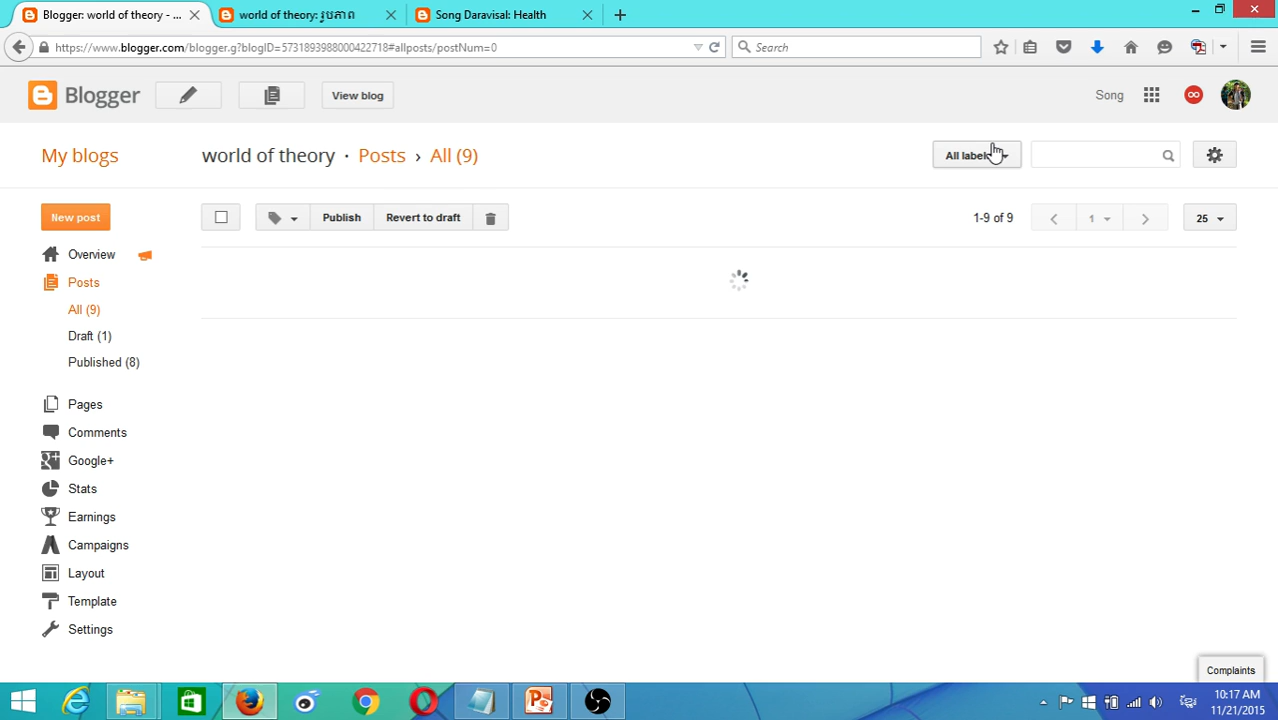 Blogger: world of theory - ...
world of theory: រូបភាព
Song Daravisal: Health
https://www.blogger.com/blogger.g?blogID=5731893988000422718#allposts/postNum=0
Search
Blogger
View blog
Song
My blogs
world of theory · Posts › All (9)
All labels
New post
Publish
Revert to draft
1-9 of 9
1
25
Overview
Posts
All (9)
Draft (1)
Published (8)
Pages
Comments
Google+
Stats
Earnings
Campaigns
Layout
Template
Settings
Complaints
10:17 AM
11/21/2015